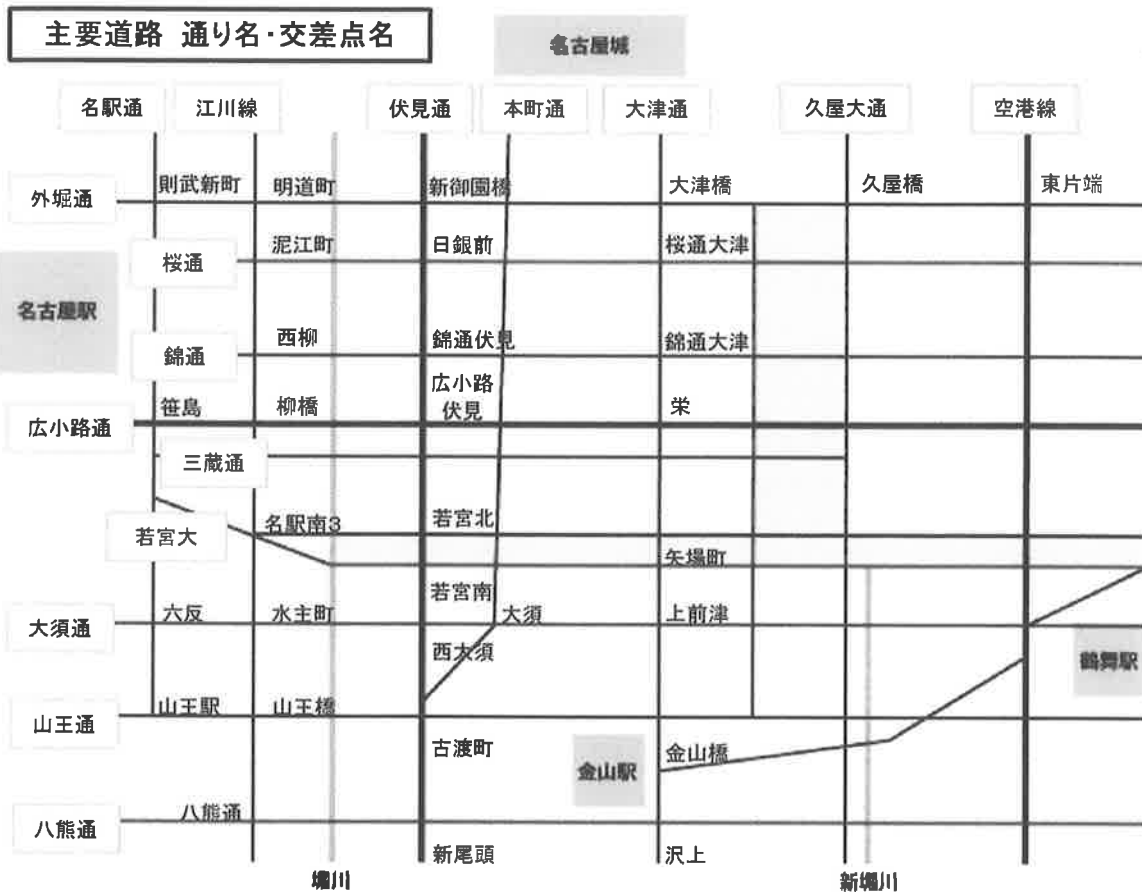 主要道路 通り名・交差点名
名古屋城
名駅通
江川線
伏見通
本町通
大津通
久屋大通
空港線
外堀通
則武新町
明道町
新御園橋
大津橋
久屋橋
東片端
桜通
泥江町
日銀前
桜通大津
名古屋駅
錦通
西柳
錦通伏見
錦通大津
広小路通
笹島
柳橋
広小路
伏見
栄
三蔵通
若宮大
名駅南3
若宮北
矢場町
若宮南
大須通
六反
水主町
大須
上前津
西大須
鶴舞駅
山王通
山王駅
山王橋
古渡町
金山駅
金山橋
八熊通
八熊通
新尾頭
沢上
堀川
新堀川